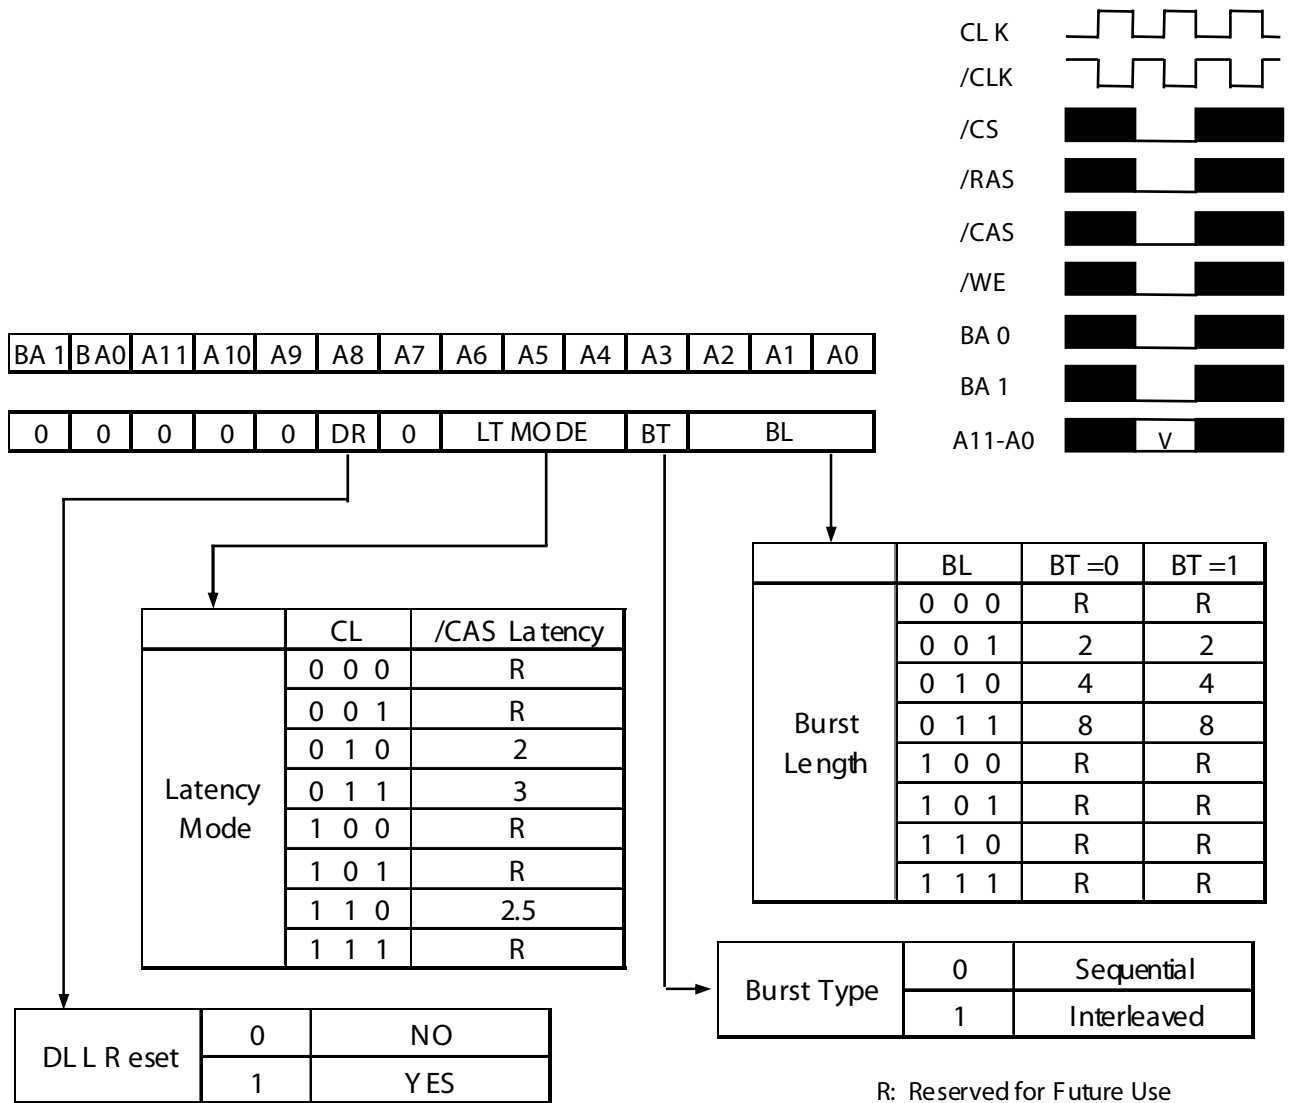 CLK
/CLK
/CS
/RAS
/CAS
/WE
BA 0
BA 1
A11-A0 V
BA 1 BA0 A11 A10 A9 A8 A7 A6 A5 A4 A3 A2 A1 A0
0 0 0 0 0 DR 0 LT MODE BT BL
BL BT =0 BT =1
Burst Length
0 0 0 R R
0 0 1 2 2
0 1 0 4 4
0 1 1 8 8
1 0 0 R R
1 0 1 R R
1 1 0 R R
1 1 1 R R
CL /CAS Latency
Latency Mode
0 0 0 R
0 0 1 R
0 1 0 2
0 1 1 3
1 0 0 R
1 0 1 R
1 1 0 2.5
1 1 1 R
Burst Type
0 Sequential
1 Interleaved
DLL Reset
0 NO
1 YES
R: Reserved for Future Use